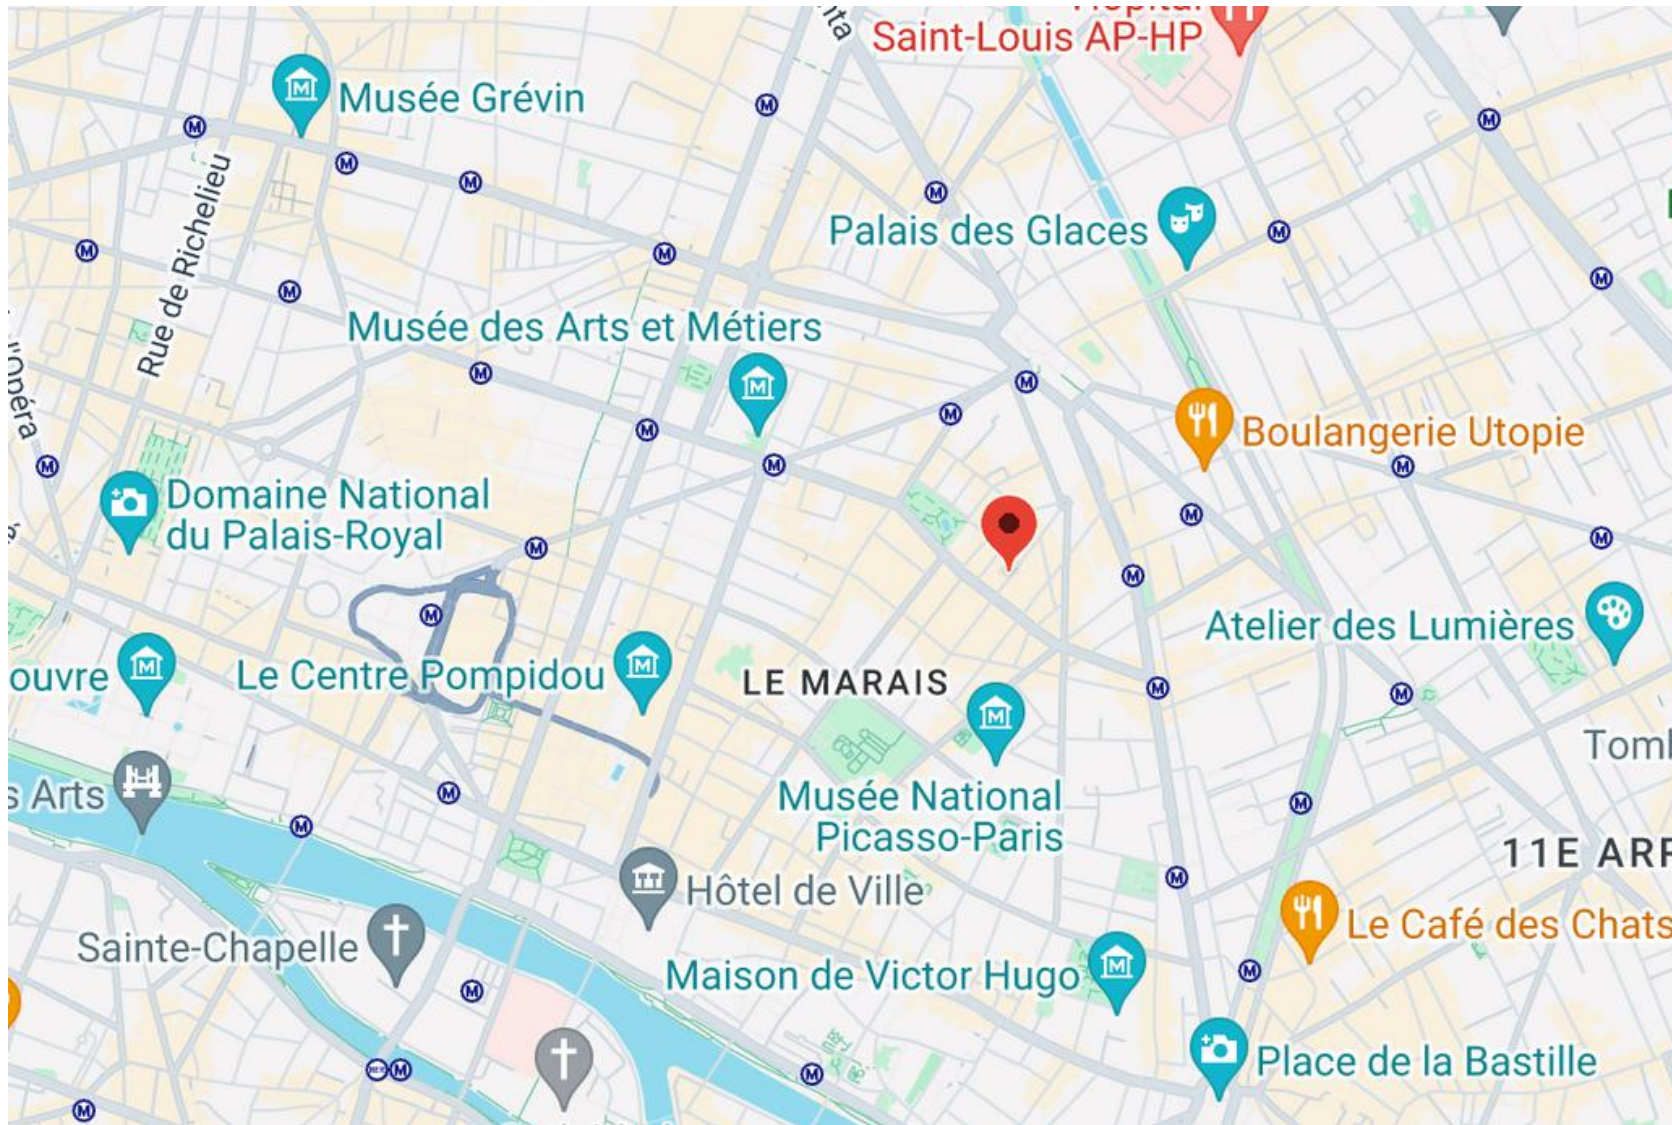 Hôpital
Saint-Louis AP-HP
Musée Grévin
Rue de Richelieu
Palais des Glaces
Musée des Arts et Métiers
l'Opéra
Boulangerie Utopie
Domaine National
du Palais-Royal
Atelier des Lumières
ouvre
Le Centre Pompidou
LE MARAIS
s Arts
Musée National
Picasso-Paris
11E ARR
Hôtel de Ville
Le Café des Chats
Sainte-Chapelle
Maison de Victor Hugo
Place de la Bastille